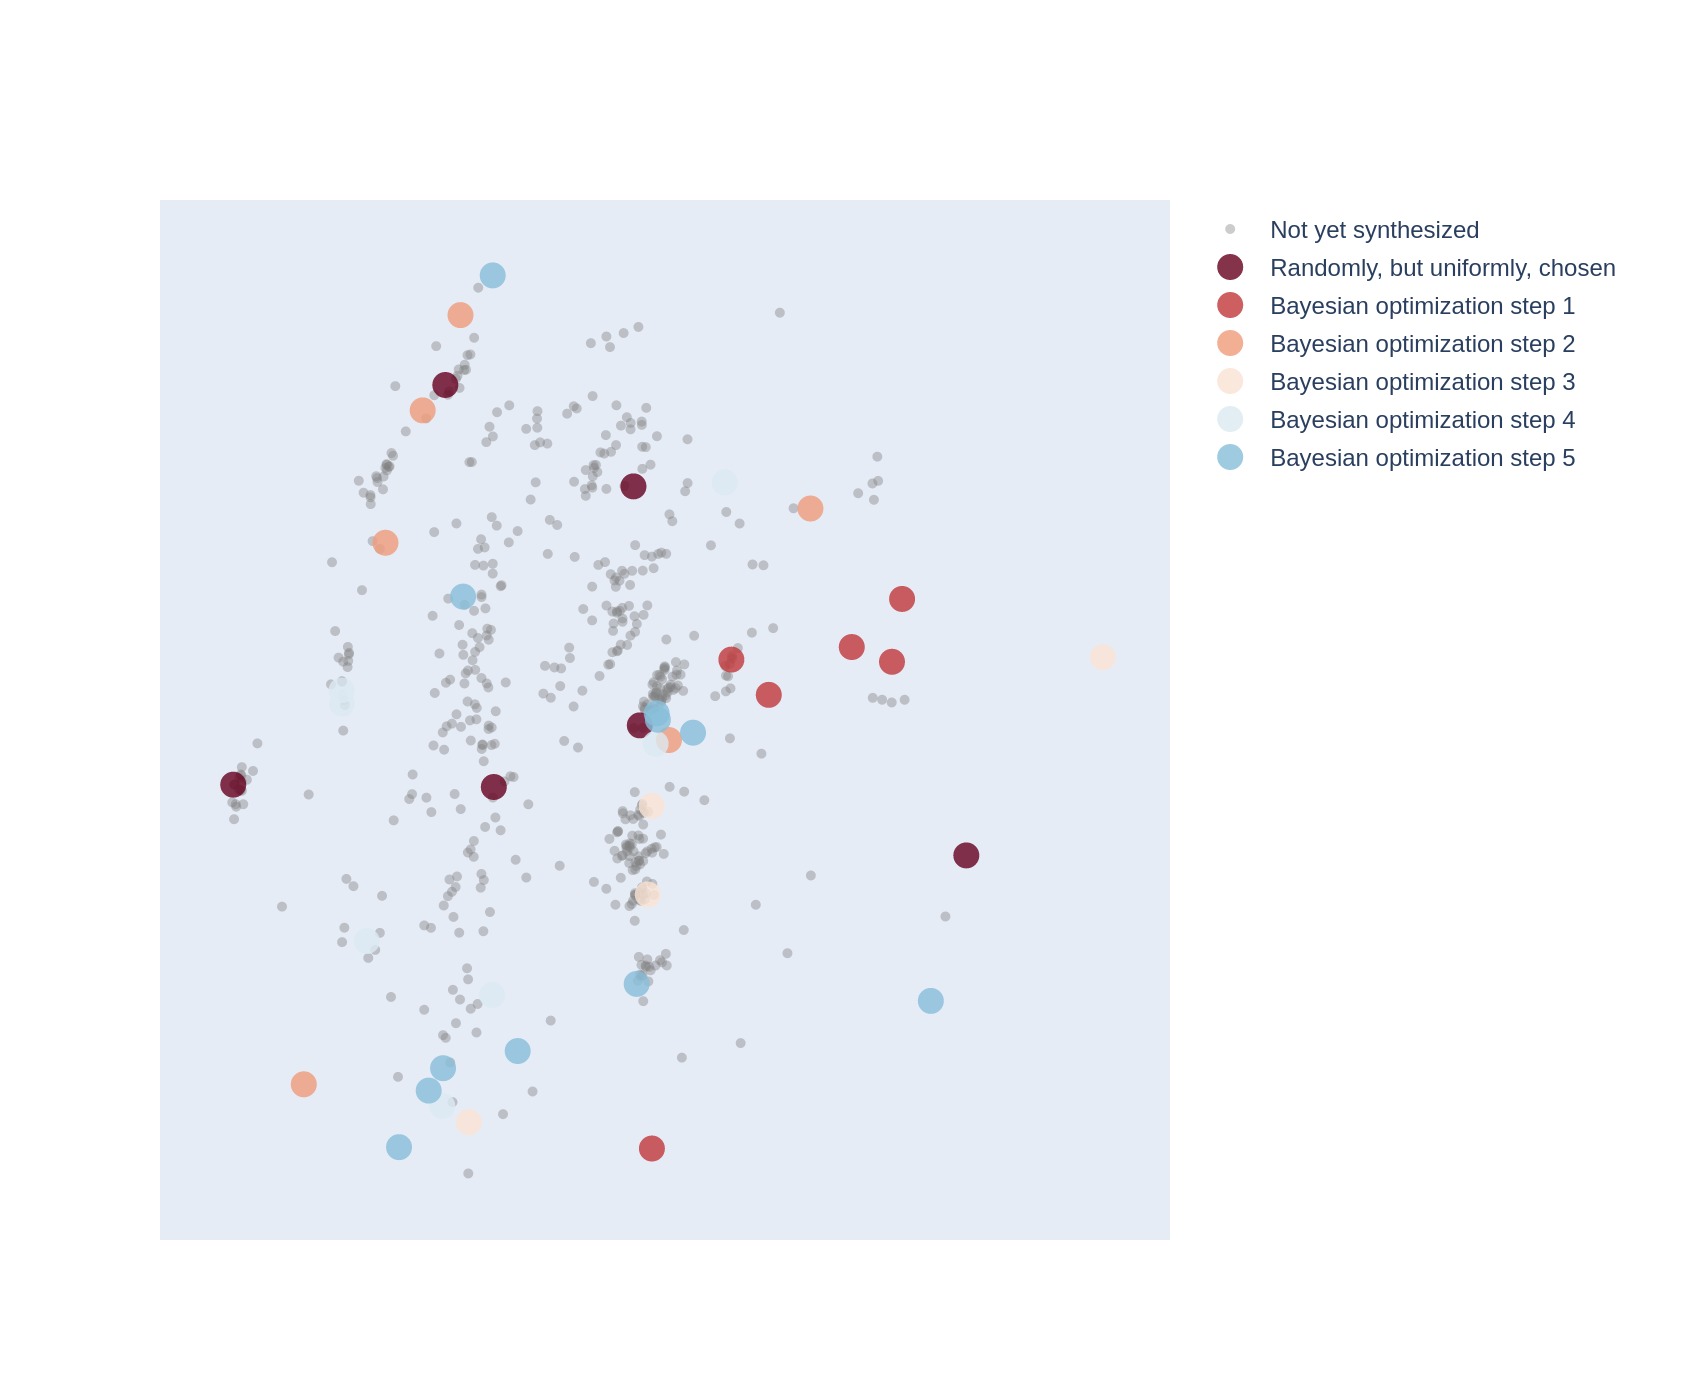 Not yet synthesized
Randomly, but uniformly, chosen
Bayesian optimization step 1
Bayesian optimization step 2
Bayesian optimization step 3
Bayesian optimization step 4
Bayesian optimization step 5